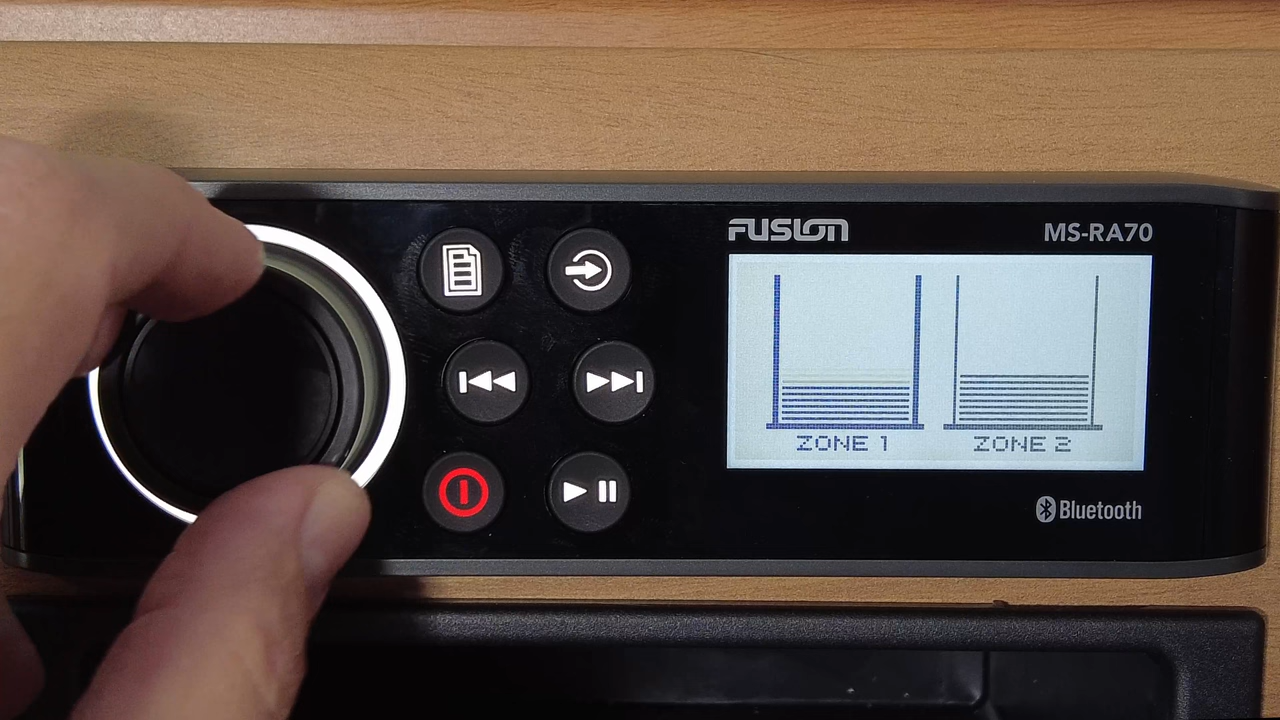 FUSION
MS-RA70
ZONE 1
ZONE 2
Bluetooth